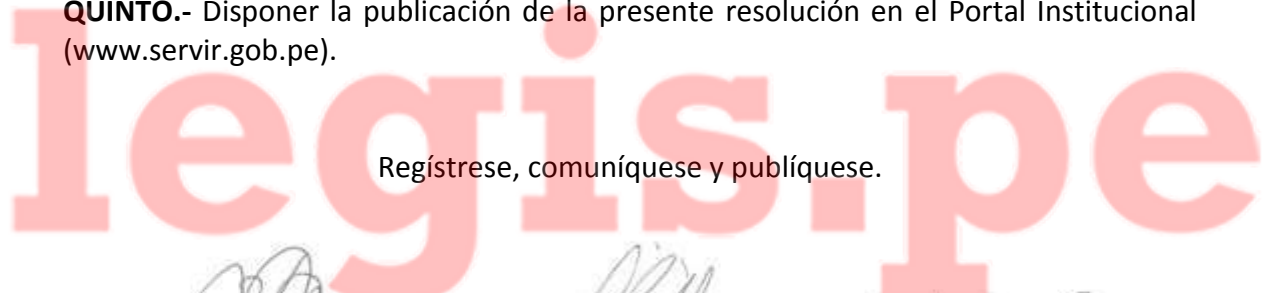 QUINTO.- Disponer la publicación de la presente resolución en el Portal Institucional
(www.servir.gob.pe).
legis.pe
Regístrese, comuníquese y publíquese.